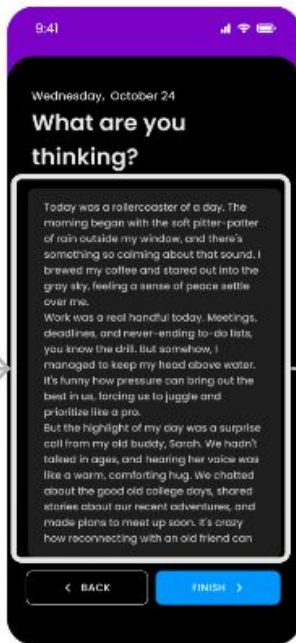 9:41
Wednesday, October 24
What are you
thinking?
Today was a rollercoaster of a day. The
morning began with the soft pitter-patter
of rain outside my window, and there's
something so calming about that sound. I
brewed my coffee and stared out into the
gray sky, feeling a sense of peace settle
over me.
Work was a real handful today. Meetings,
deadlines, and never-ending to-do lists,
you know the drill. But somehow, I
managed to keep my head above water.
It's funny how pressure can bring out the
best in us, forcing us to juggle and
prioritize like a pro.
But the highlight of my day was a surprise
call from my old buddy, Sarah. We hadn't
talked in ages, and hearing her voice was
like a warm, comforting hug. We chatted
about the good old college days, shared
stories about our recent adventures, and
made plans to meet up soon. It's crazy
how reconnecting with an old friend can
< BACK
FINISH >